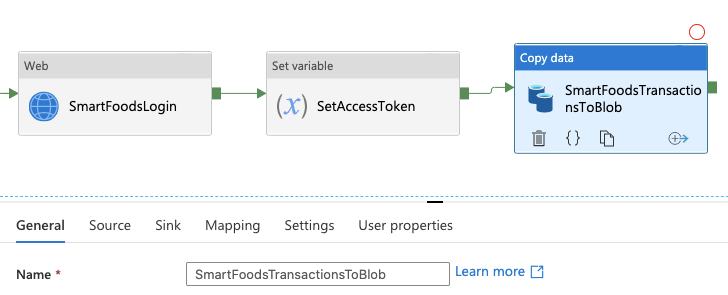 Web
SmartFoodsLogin
Set variable
(x)
SetAccessToken
Copy data
SmartFoodsTransactio
nsToBlob
{}
General Source Sink Mapping Settings User properties
Name * SmartFoodsTransactionsToBlob Learn more